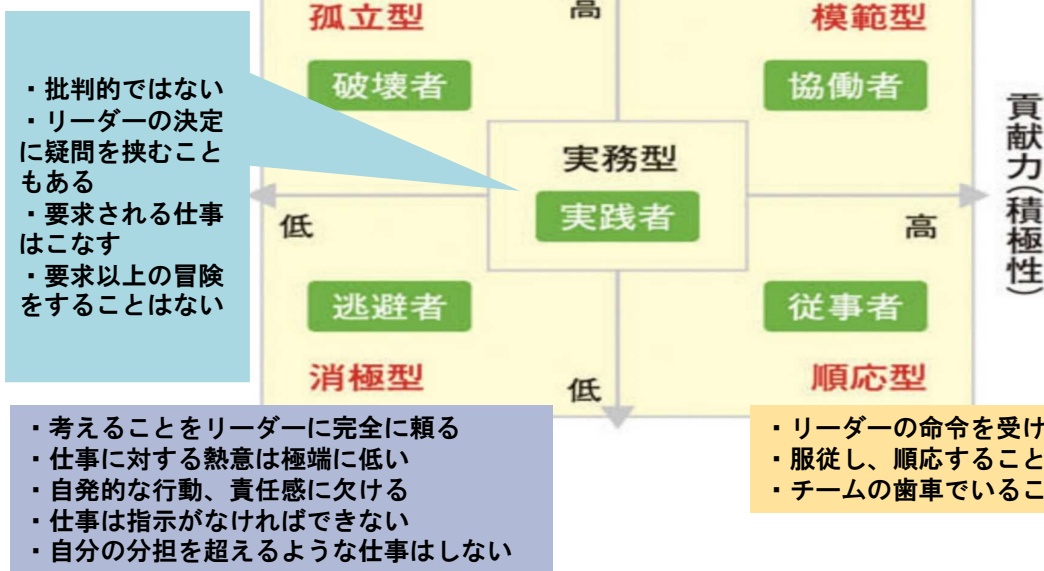 孤立型
高
模範型
破壊者
協働者
・批判的ではない
・リーダーの決定
に疑問を挟むこと
もある
・要求される仕事
はこなす
・要求以上の冒険
をすることはない
実務型
実践者
低
高
貢献力(積極性)
逃避者
従事者
消極型
低
順応型
・考えることをリーダーに完全に頼る
・仕事に対する熱意は極端に低い
・自発的な行動、責任感に欠ける
・仕事は指示がなければできない
・自分の分担を超えるような仕事はしない
・リーダーの命令を受け
・服従し、順応すること
・チームの歯車でいるこ